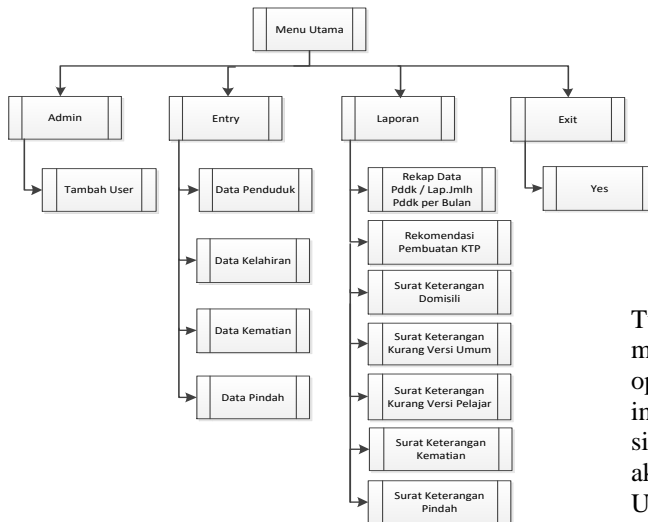 Menu Utama
Admin
Entry
Laporan
Exit
Tambah User
Data Penduduk
Data Kelahiran
Data Kematian
Data Pindah
Rekap Data
Pddk / Lap.Jmlh
Pddk per Bulan
Rekomendasi
Pembuatan KTP
Surat Keterangan
Domisili
Surat Keterangan
Kurang Versi Umum
Surat Keterangan
Kurang Versi Pelajar
Surat Keterangan
Kematian
Surat Keterangan
Pindah
Yes